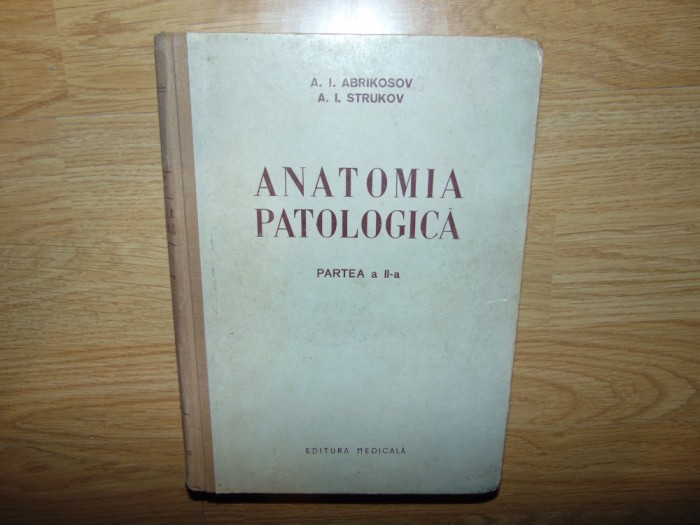 A. I. ABRIKOSOV
A. I. STRUKOV
ANATOMIA
PATOLOGICĂ
PARTEA a II-a
EDITURA MEDICALĂ